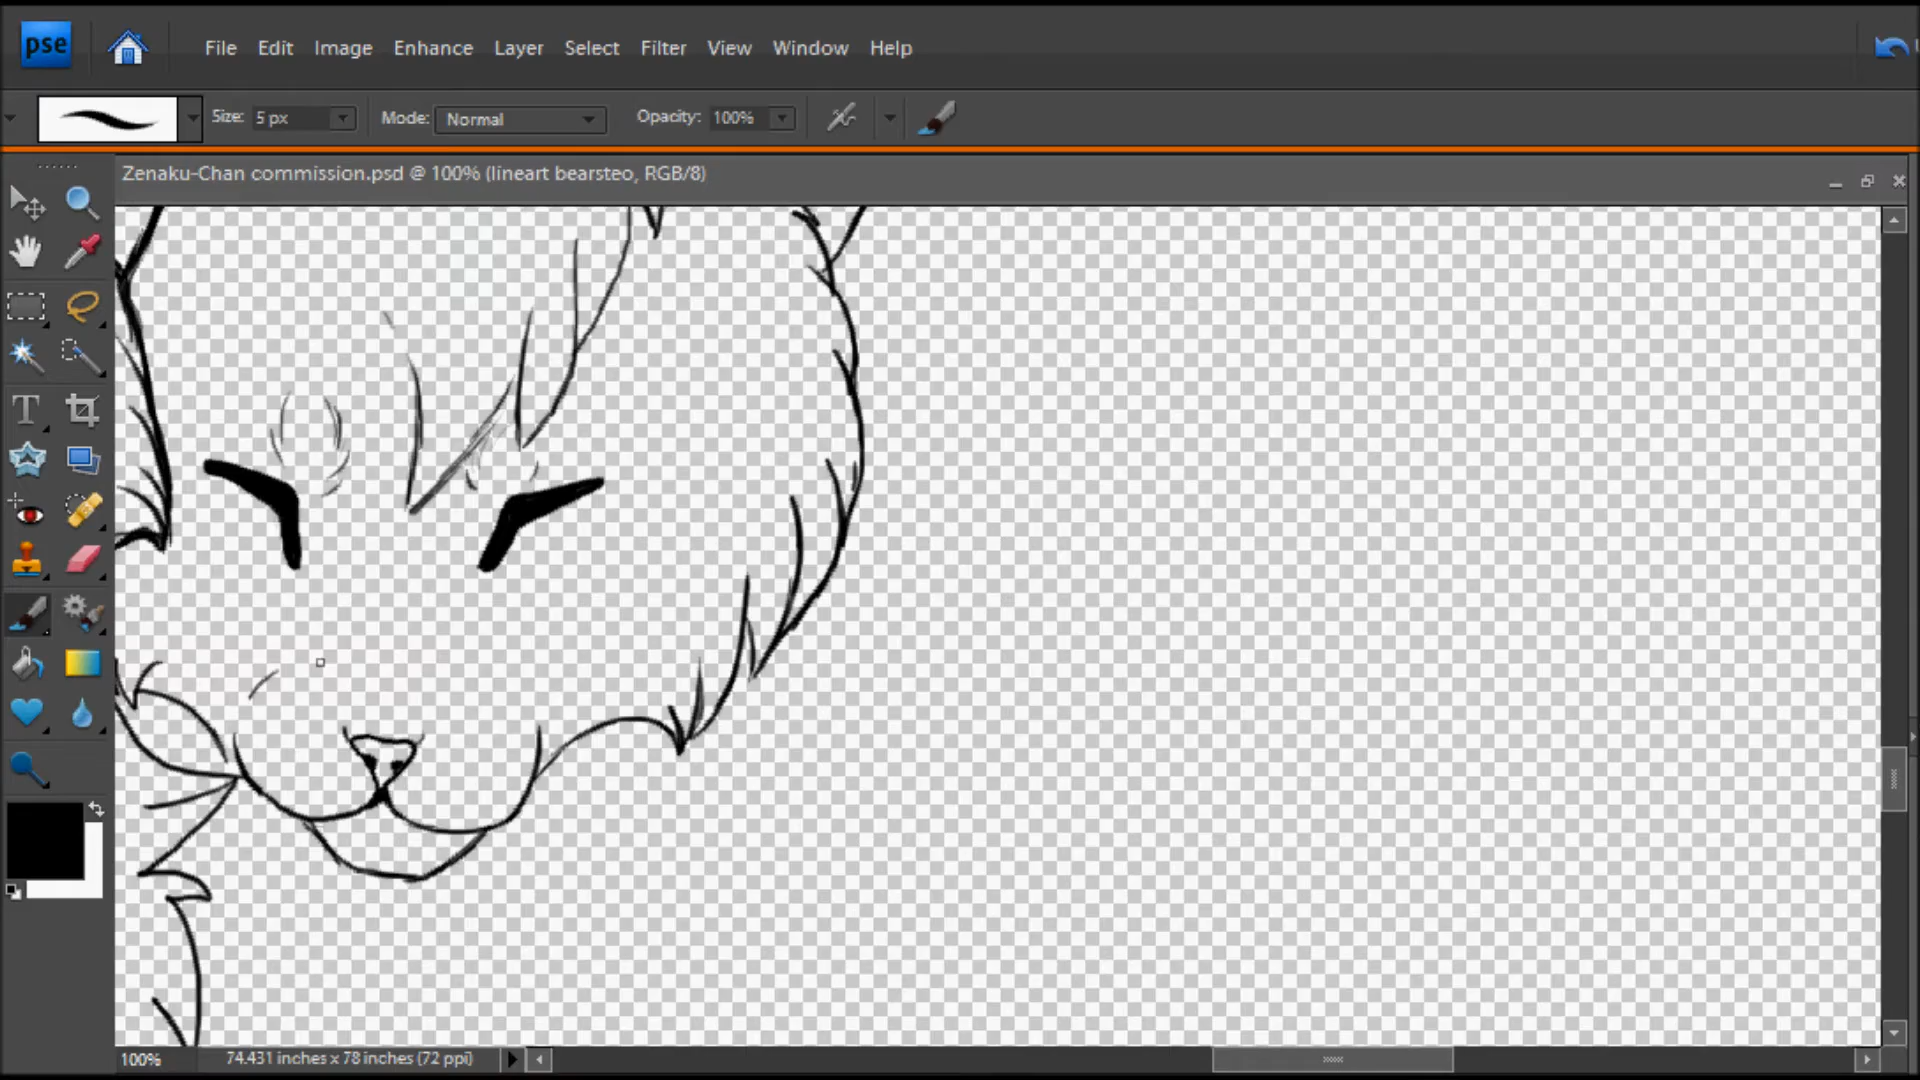 pse
File Edit Image Enhance Layer Select Filter View Window Help
Size: 5 px Mode: Normal Opacity: 100%
Zenaku-Chan commission.psd @ 100% (lineart bearsteo, RGB/8)
T
100% 74.431 inches x 78 inches (72 ppi)